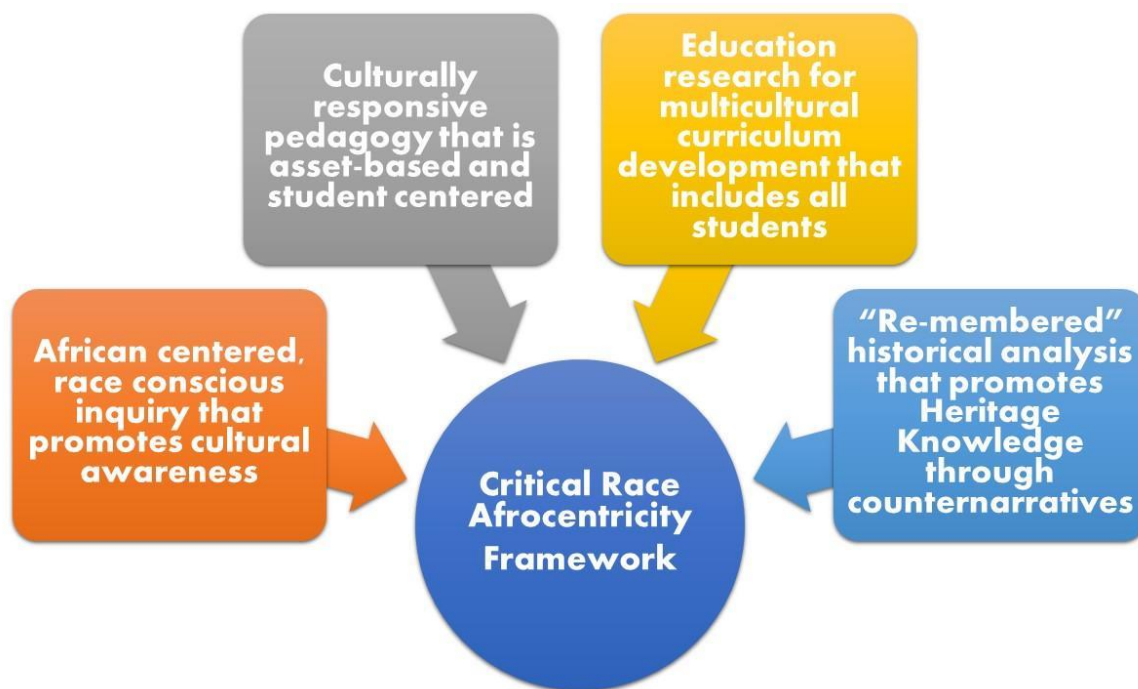 Culturally
responsive
pedagogy that is
asset-based and
student centered
Education
research for
multicultural
curriculum
development that
includes all
students
African centered,
race conscious
inquiry that
promotes cultural
awareness
“Re-membered”
historical analysis
that promotes
Heritage
Knowledge
through
counternarratives
Critical Race
Afrocentricity
Framework